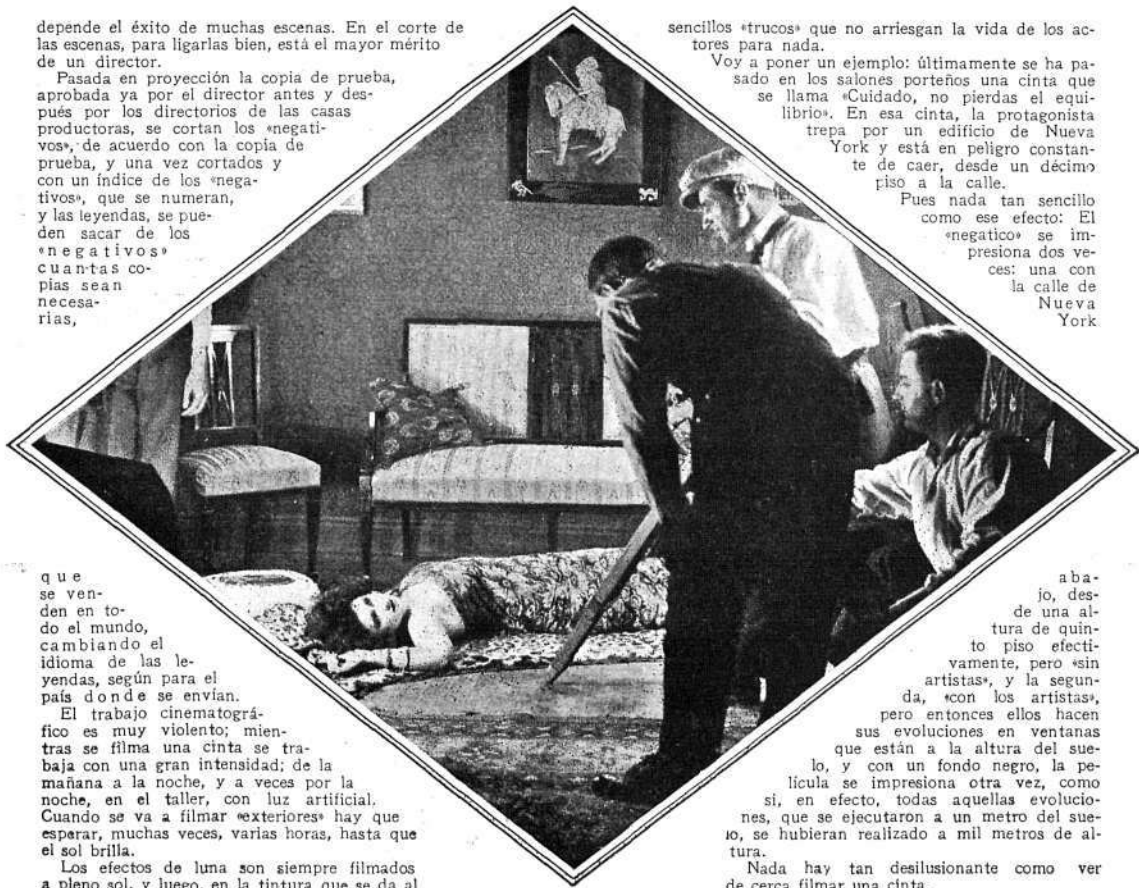 depende el éxito de muchas escenas. En el corte de
las escenas, para ligarlas bien, está el mayor mérito
de un director.
Pasada en proyección la copia de prueba,
aprobada ya por el director antes y des-
pués por los directorios de las casas
productoras, se cortan los «negati-
vos», de acuerdo con la copia de
prueba, y una vez cortados y
con un índice de los «nega-
tivos», que se numeran,
y las leyendas, se pue-
den sacar de los
«negativos»
cuantas co-
pias sean
necesa-
rias,
que
se ven-
den en to-
do el mundo,
cambiando el
idioma de las le-
yendas, según para el
país donde se envían.
El trabajo cinematográ-
fico es muy violento; mien-
tras se filma una cinta se tra-
baja con una gran intensidad; de la
mañana a la noche, y a veces por la
noche, en el taller, con luz artificial.
Cuando se va a filmar «exteriores» hay que
esperar, muchas veces, varias horas, hasta que
el sol brilla.
Los efectos de luna son siempre filmados
a pleno sol, y luego, en la tintura que se da al
sencillos «trucos» que no arriesgan la vida de los ac-
tores para nada.
Voy a poner un ejemplo: últimamente se ha pa-
sado en los salones porteños una cinta que
se llama «Cuidado, no pierdas el equi-
librio». En esa cinta, la protagonista
trepa por un edificio de Nueva
York y está en peligro constan-
te de caer, desde un décimo
piso a la calle.
Pues nada tan sencillo
como ese efecto: El
«negatico» se im-
presiona dos ve-
ces: una con
la calle de
Nueva
York
aba-
jo, des-
de una al-
tura de quin-
to piso efecti-
vamente, pero «sin
artistas», y la segun-
da, «con los artistas»,
pero entonces ellos hacen
sus evoluciones en ventanas
que están a la altura del sue-
lo, y con un fondo negro, la pe-
lícula se impresiona otra vez, como
si, en efecto, todas aquellas evolucio-
nes, que se ejecutaron a un metro del sue-
lo, se hubieran realizado a mil metros de al-
tura.
Nada hay tan desilusionante como ver
de cerca filmar una cinta.